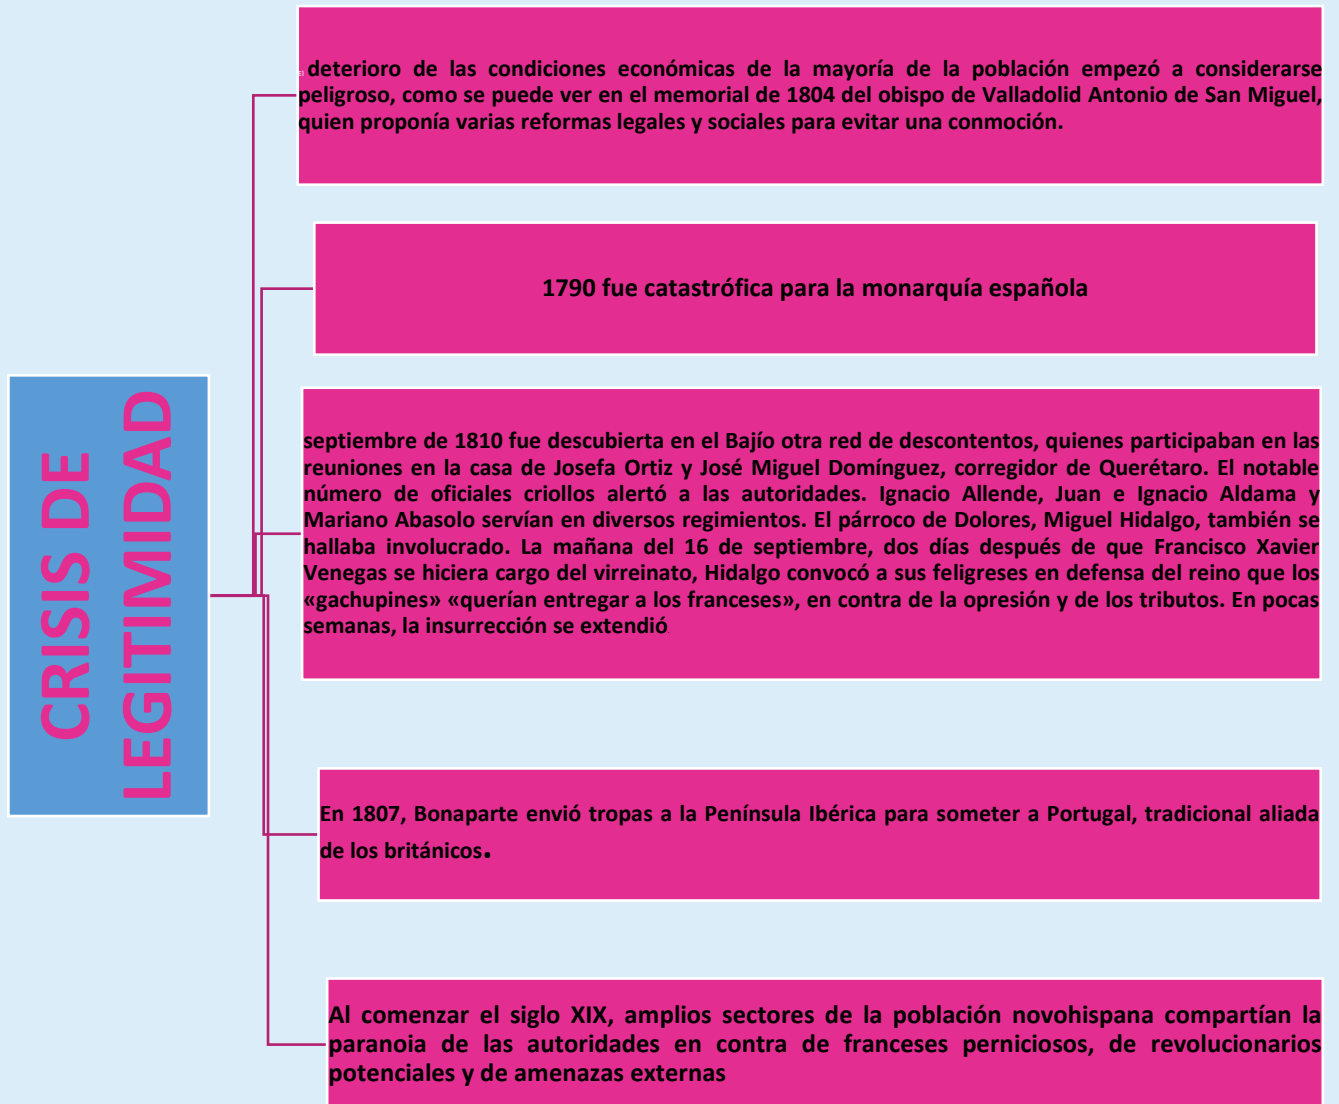 El deterioro de las condiciones económicas de la mayoría de la población empezó a considerarse
peligroso, como se puede ver en el memorial de 1804 del obispo de Valladolid Antonio de San Miguel,
quien proponía varias reformas legales y sociales para evitar una conmoción.
1790 fue catastrófica para la monarquía española
CRISIS DE
LEGITIMIDAD
septiembre de 1810 fue descubierta en el Bajío otra red de descontentos, quienes participaban en las
reuniones en la casa de Josefa Ortiz y José Miguel Domínguez, corregidor de Querétaro. El notable
número de oficiales criollos alertó a las autoridades. Ignacio Allende, Juan e Ignacio Aldama y
Mariano Abasolo servían en diversos regimientos. El párroco de Dolores, Miguel Hidalgo, también se
hallaba involucrado. La mañana del 16 de septiembre, dos días después de que Francisco Xavier
Venegas se hiciera cargo del virreinato, Hidalgo convocó a sus feligreses en defensa del reino que los
«gachupines» «querían entregar a los franceses», en contra de la opresión y de los tributos. En pocas
semanas, la insurrección se extendió.
En 1807, Bonaparte envió tropas a la Península Ibérica para someter a Portugal, tradicional aliada
de los británicos.
Al comenzar el siglo XIX, amplios sectores de la población novohispana compartían la
paranoia de las autoridades en contra de franceses perniciosos, de revolucionarios
potenciales y de amenazas externas